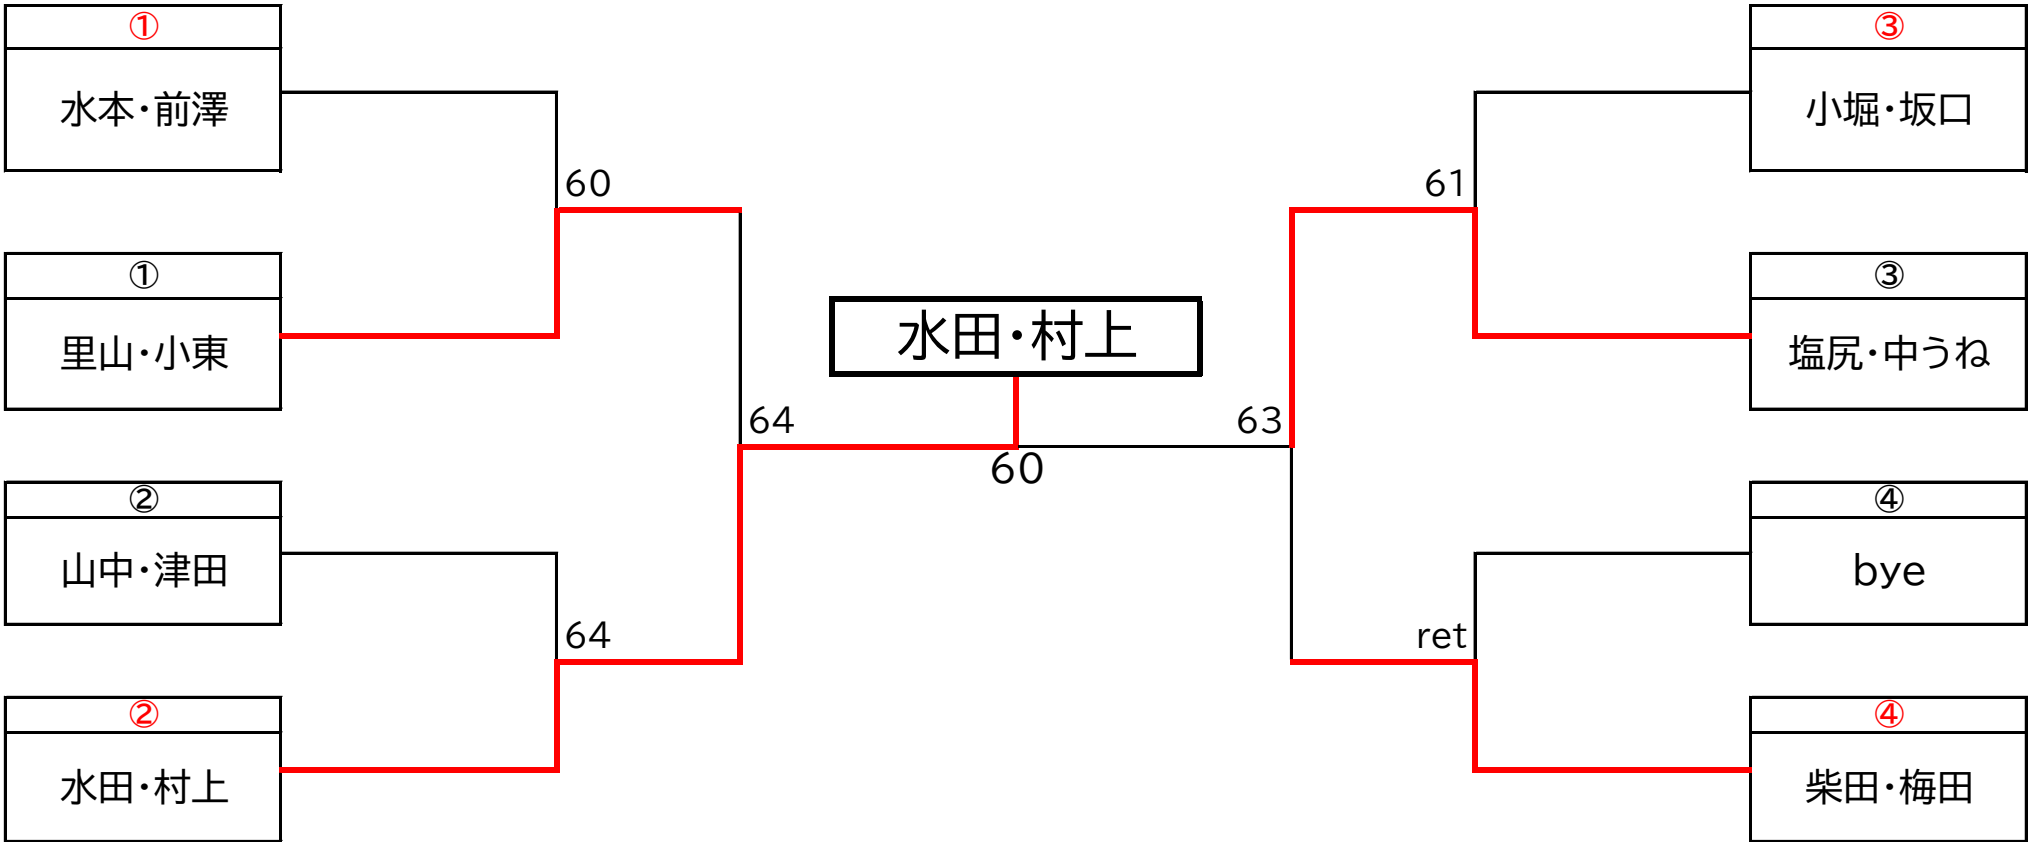 ①
水本・前澤
60
①
里山・小東
②
山中・津田
64
②
水田・村上
64
水田・村上
60
63
③
小堀・坂口
61
③
塩尻・中うね
④
bye
ret
④
柴田・梅田